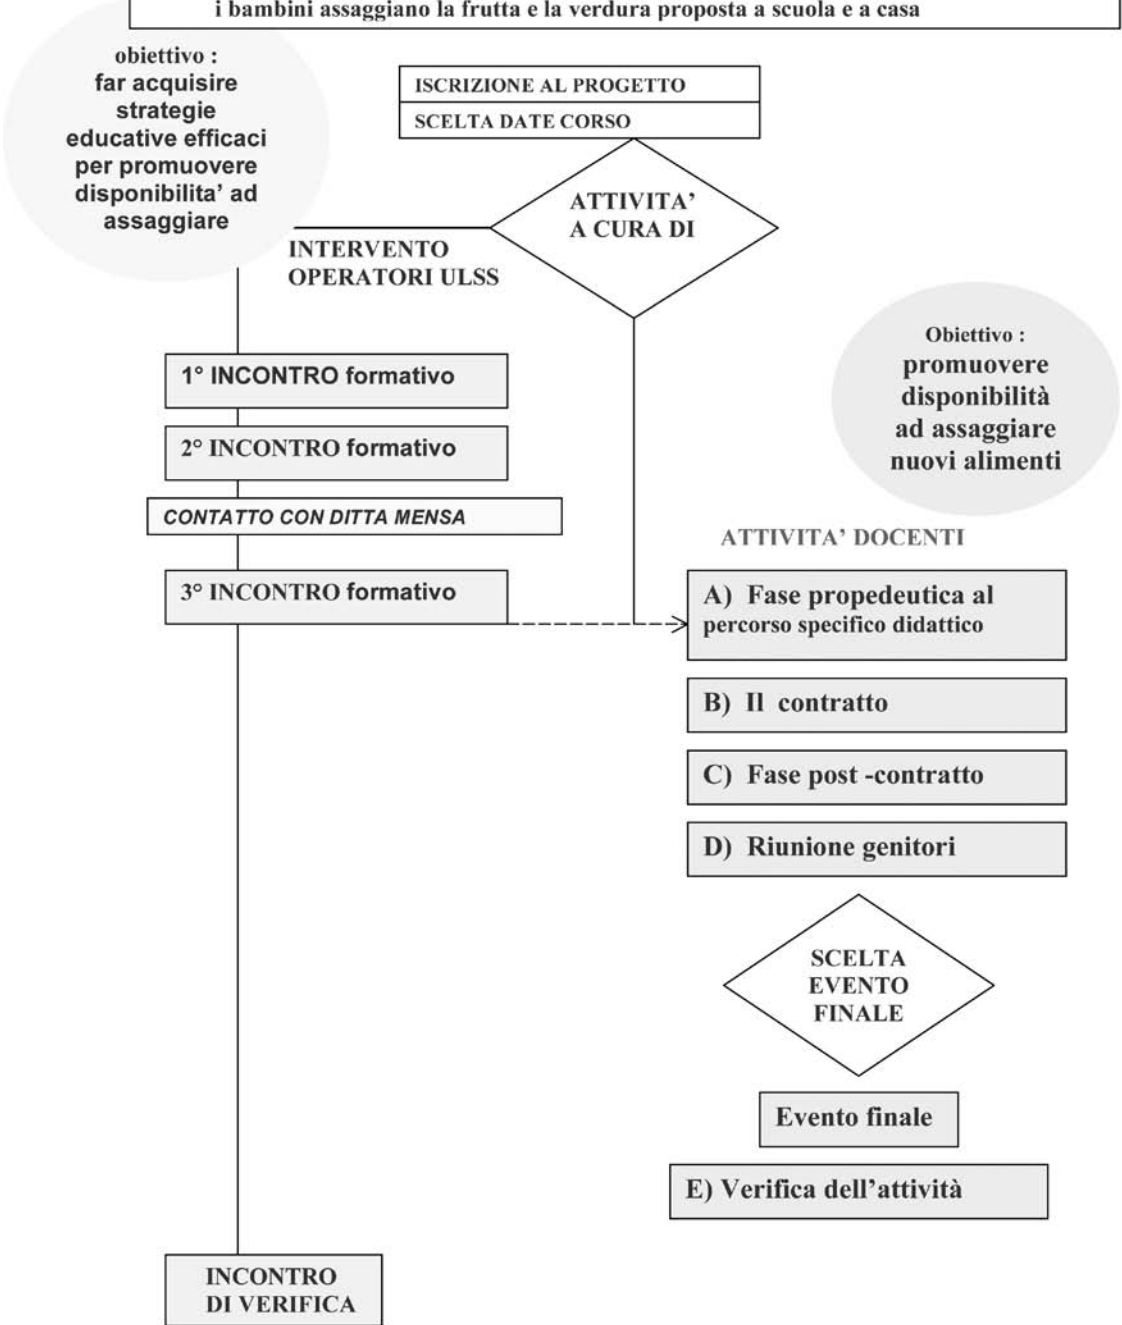 i bambini assaggiano la frutta e la verdura proposta a scuola e a casa
obiettivo :
far acquisire
strategie
educative efficaci
per promuovere
disponibilita’ ad
assaggiare
ISCRIZIONE AL PROGETTO
SCELTA DATE CORSO
ATTIVITA’
A CURA DI
INTERVENTO
OPERATORI ULSS
1° INCONTRO formativo
2° INCONTRO formativo
CONTATTO CON DITTA MENSA
3° INCONTRO formativo
Obiettivo :
promuovere
disponibilità
ad assaggiare
nuovi alimenti
ATTIVITA’ DOCENTI
A) Fase propedeutica al
percorso specifico didattico
B) Il contratto
C) Fase post -contratto
D) Riunione genitori
SCELTA
EVENTO
FINALE
Evento finale
E) Verifica dell’attività
INCONTRO
DI VERIFICA